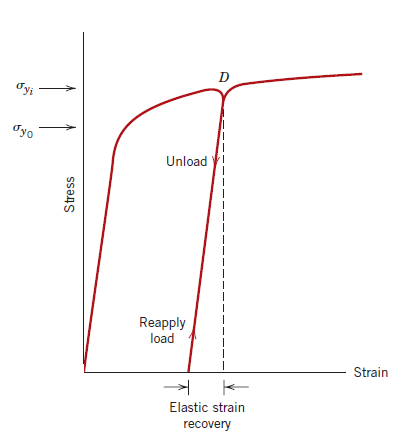 D
σyi
σy0
Unload
Stress
Reapply
load
Strain
Elastic strain
recovery